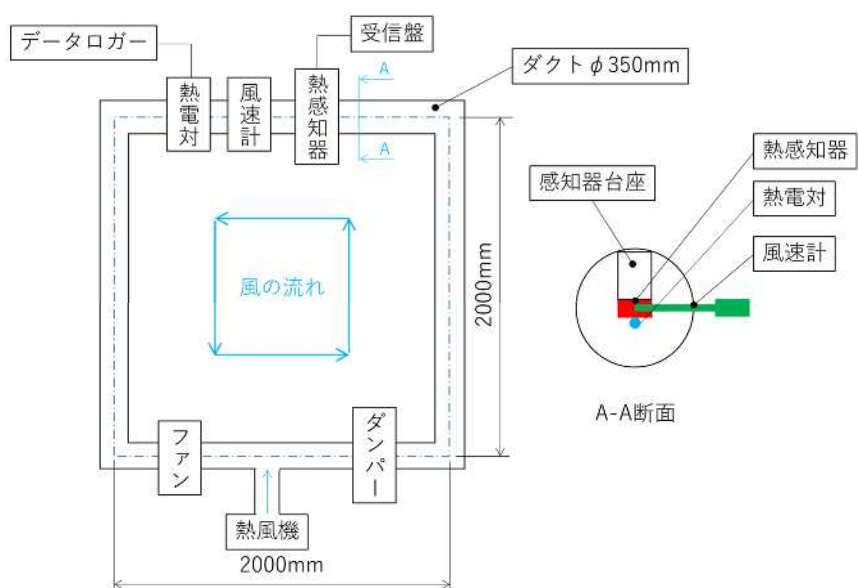 データロガー
受信盤
ダクトφ350mm
熱電対
風速計
熱感知器
A
A
熱感知器
感知器台座
熱電対
風速計
風の流れ
2000mm
A-A断面
ファン
ダンパー
熱風機
2000mm